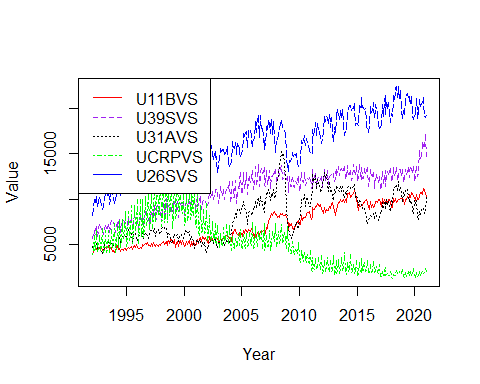 U11BVS
U39SVS
U31AVS
UCRPVS
U26SVS
Value
5000
15000
1995
2000
2005
2010
2015
2020
Year